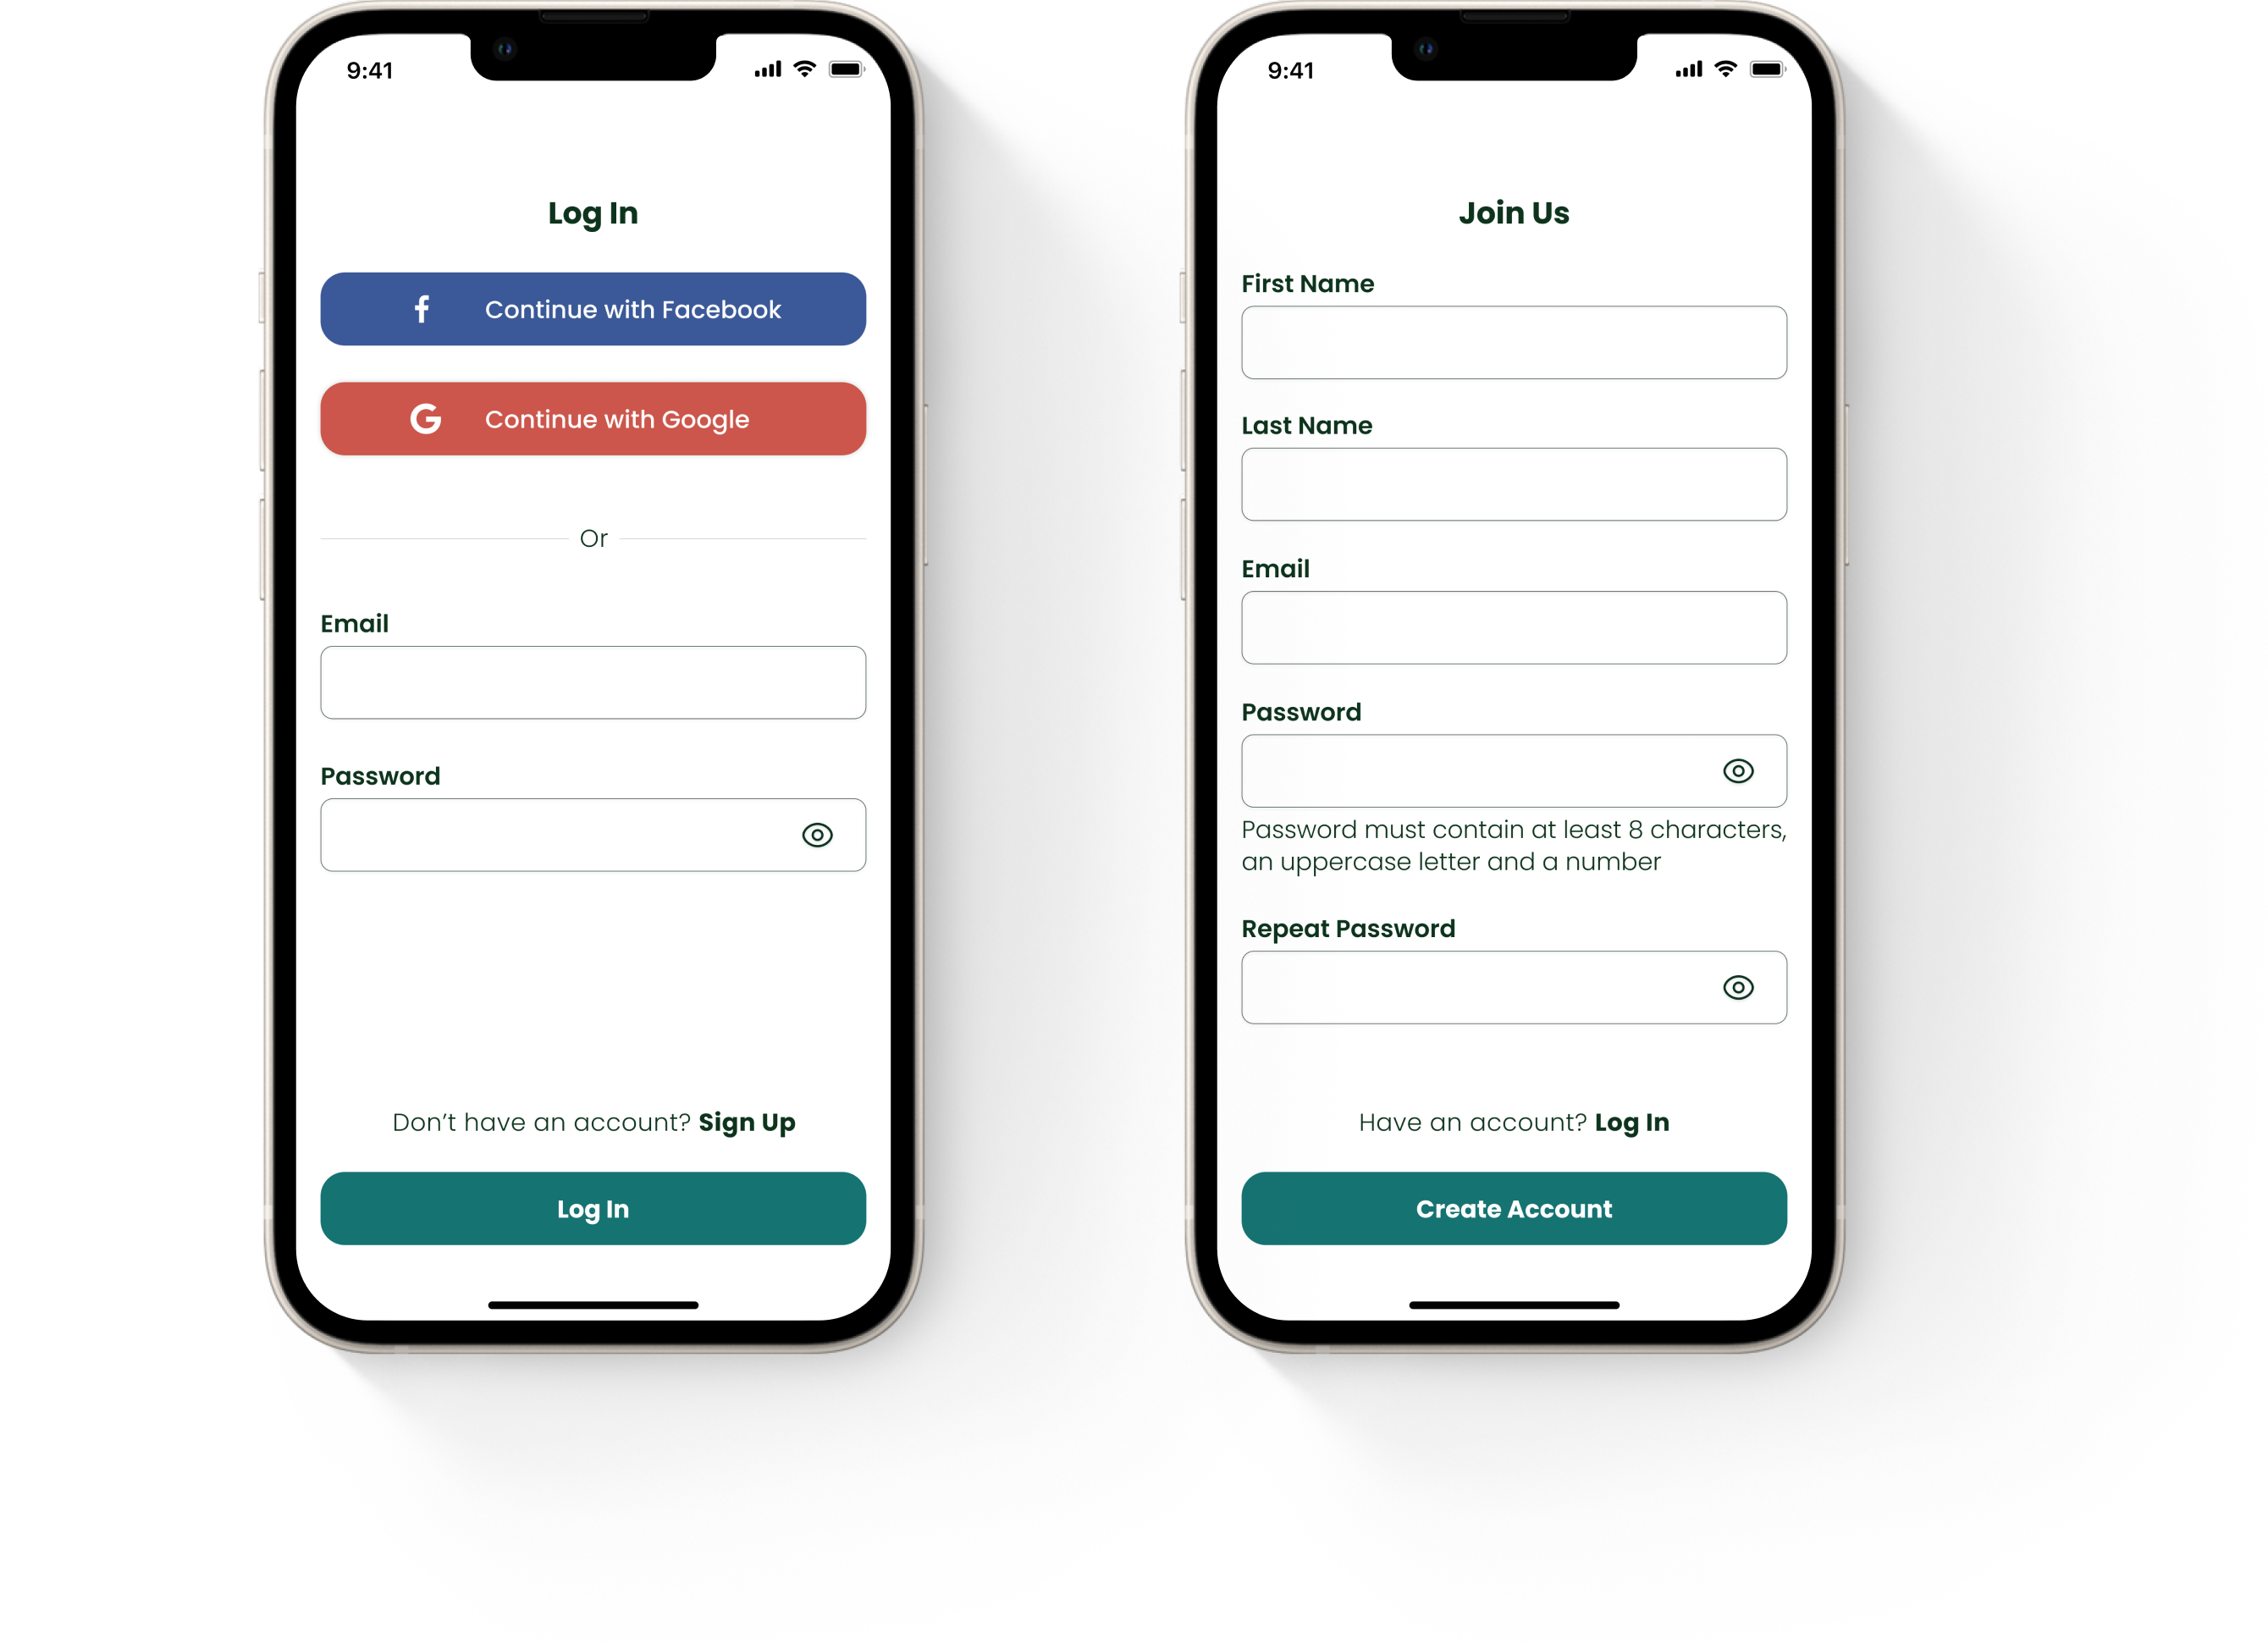 9:41
Log In
Continue with Facebook
Continue with Google
Or
Email
Password
Don’t have an account? Sign Up
Log In
9:41
Join Us
First Name
Last Name
Email
Password
Password must contain at least 8 characters,
an uppercase letter and a number
Repeat Password
Have an account? Log In
Create Account